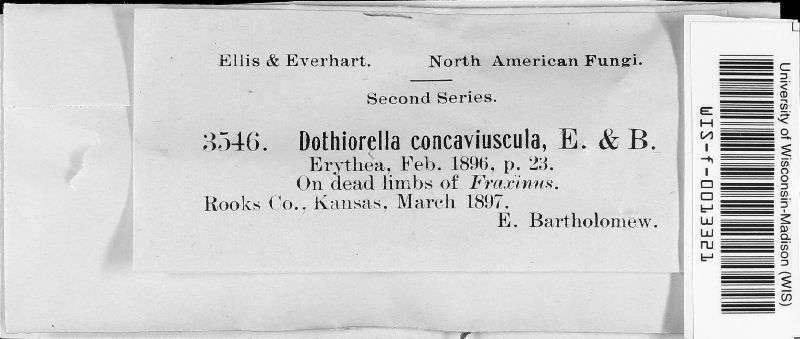 Ellis & Everhart. North American Fungi.
Second Series.
3546. Dothiorella concaviuscula, E. & B.
Erythèa, Feb. 1896, p. 23.
On dead limbs of Fraxinus.
Rooks Co., Kansas, March 1897.
E. Bartholomew.
University of Wisconsin-Madison (WIS)
WIS-f-0013321